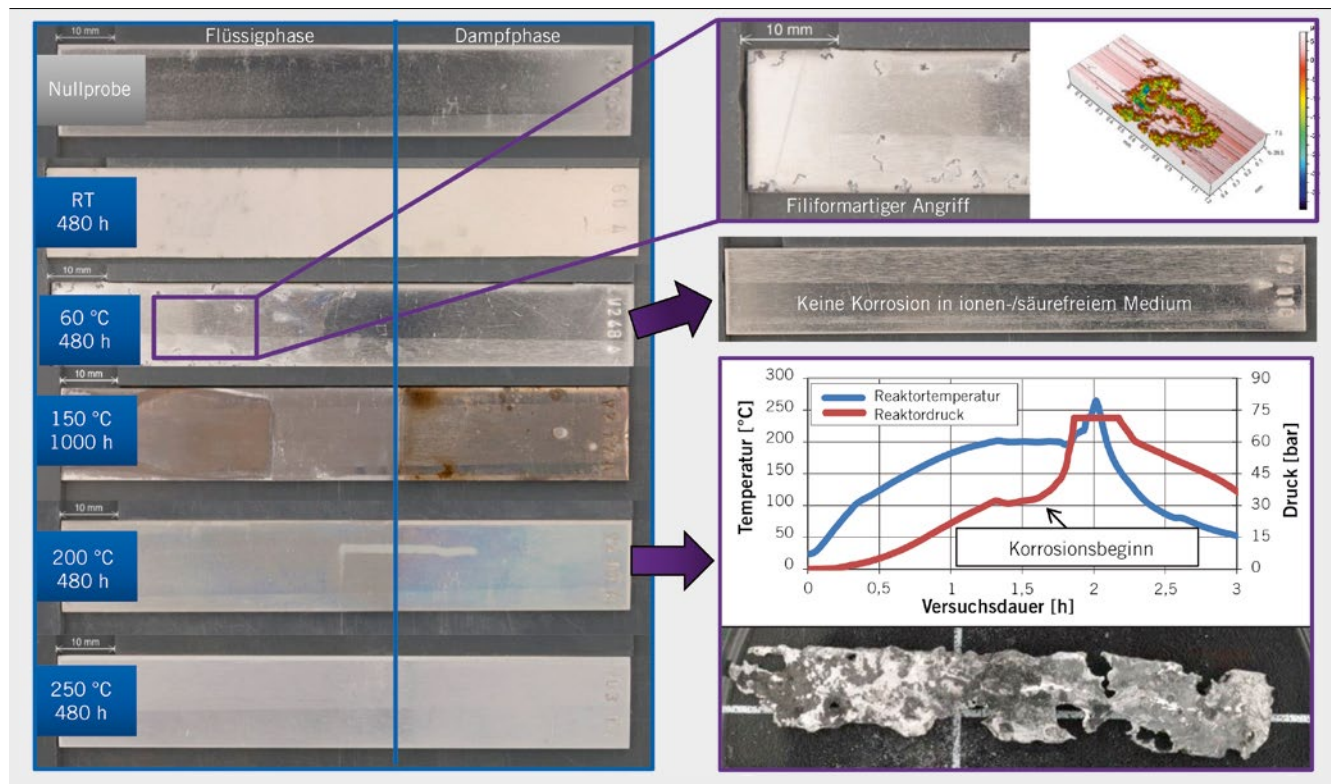 10 mm
Flüssigphase
Dampfphase
Nullprobe
RT
480 h
10 mm
60 °C
480 h
10 mm
150 °C
1000 h
10 mm
200 °C
480 h
10 mm
250 °C
480 h
10 mm
Filiformartiger Angriff
Keine Korrosion in ionen-/säurefreiem Medium
Temperatur [°C]
300
250
200
150
100
50
0
Reaktortemperatur
Reaktordruck
Korrosionsbeginn
90
75
60
45
30
15
0
Druck [bar]
0
0,5
1
1,5
2
2,5
3
Versuchsdauer [h]